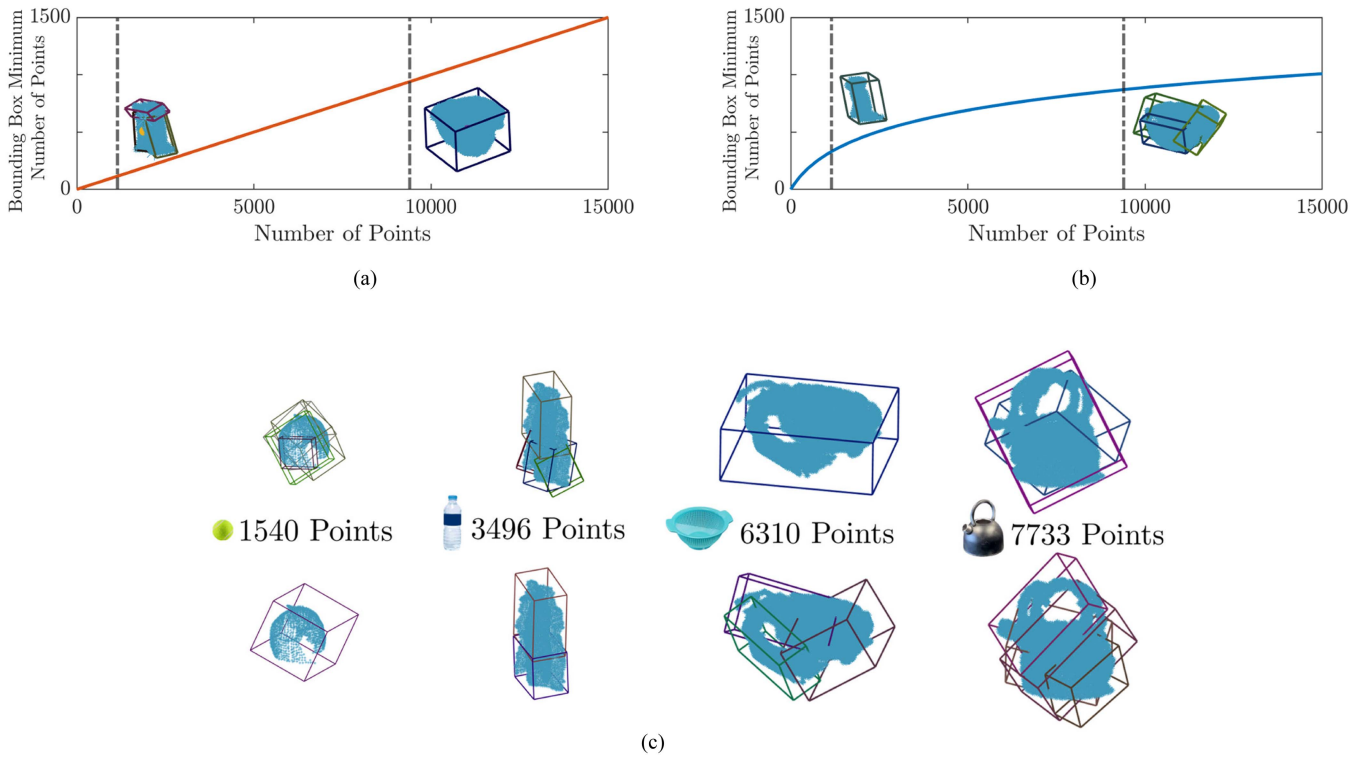 1500
Bounding Box Minimum
Number of Points
0
0
5000
10000
15000
Number of Points
(a)
1500
Bounding Box Minimum
Number of Points
0
0
5000
10000
15000
Number of Points
(b)
1540 Points
3496 Points
6310 Points
7733 Points
(c)